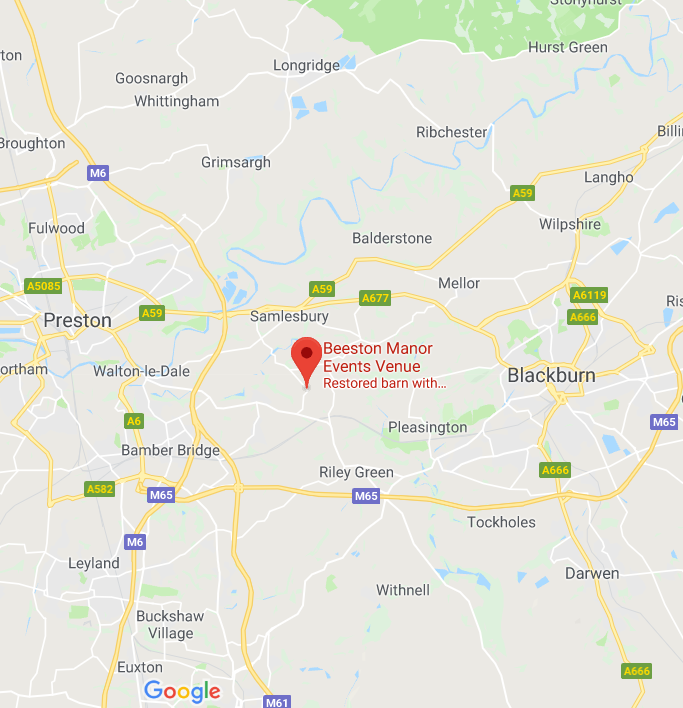 Stonyhurst
ton
Hurst Green
Longridge
Goosnargh
Whittingham
Ribchester
Billin
Broughton
Grimsargh
M6
Langho
A59
Fulwood
Wilpshire
Balderstone
A5085
Mellor
A59
A677
A6119
Ris
A59
Samlesbury
A666
Preston
Beeston Manor
Events Venue
Restored barn with...
ortham
Walton-le-Dale
Blackburn
A6
M65
Pleasington
Bamber Bridge
Riley Green
A666
A582
M65
M65
Tockholes
M6
Leyland
Darwen
Withnell
Buckshaw
Village
Euxton
A666
Google
M61